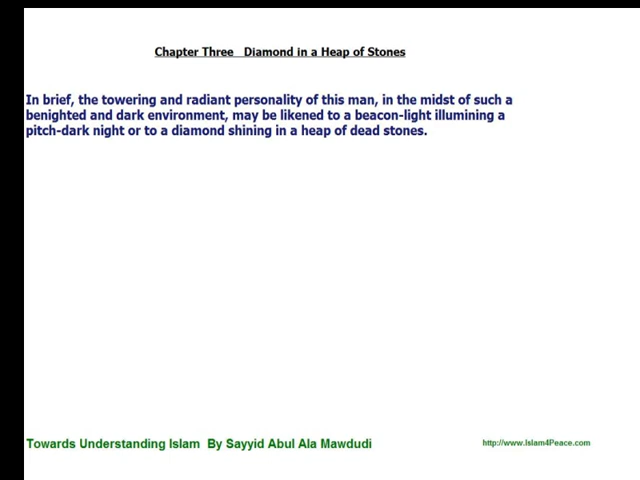 Chapter Three   Diamond in a Heap of Stones
In brief, the towering and radiant personality of this man, in the midst of such a
benighted and dark environment, may be likened to a beacon-light illumining a
pitch-dark night or to a diamond shining in a heap of dead stones.
Towards Understanding Islam  By Sayyid Abul Ala Mawdudi
http://www.Islam4Peace.com